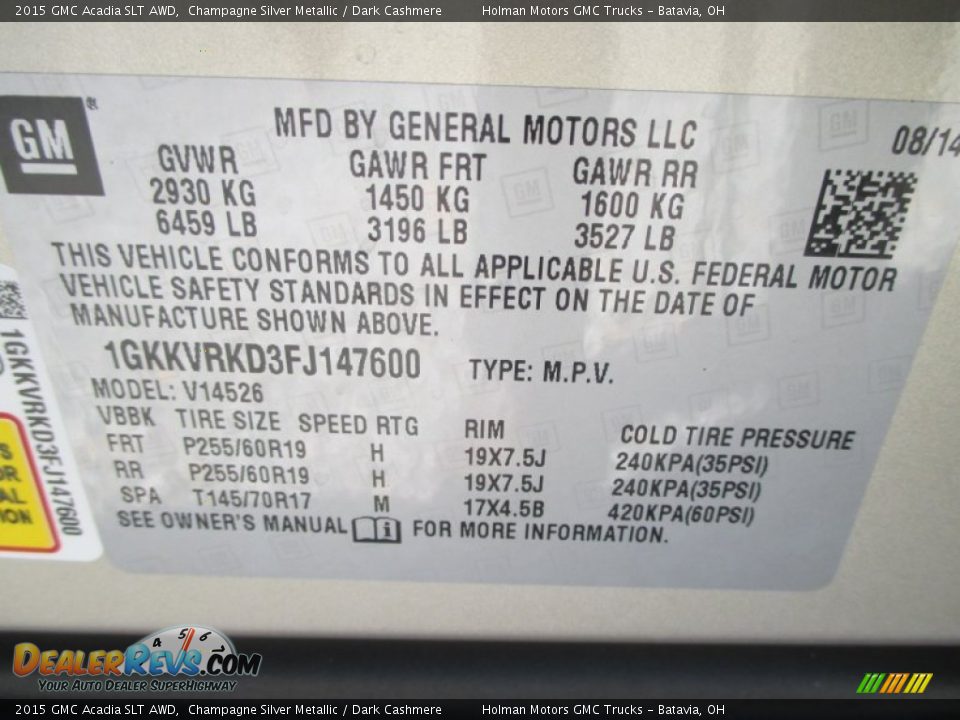 2015 GMC Acadia SLT AWD, Champagne Silver Metallic / Dark Cashmere Holman Motors GMC Trucks - Batavia, OH
GM®
MFD BY GENERAL MOTORS LLC 08/14
GVWR GAWR FRT GAWR RR
2930 KG 1450 KG 1600 KG
6459 LB 3196 LB 3527 LB
THIS VEHICLE CONFORMS TO ALL APPLICABLE U.S. FEDERAL MOTOR
VEHICLE SAFETY STANDARDS IN EFFECT ON THE DATE OF
MANUFACTURE SHOWN ABOVE.
1GKKVRKD3FJ147600 TYPE: M.P.V.
MODEL: V14526
VBBK TIRE SIZE SPEED RTG RIM COLD TIRE PRESSURE
FRT P255/60R19 H 19X7.5J 240KPA(35PSI)
RR P255/60R19 H 19X7.5J 240KPA(35PSI)
SPA T145/70R17 M 17X4.5B 420KPA(60PSI)
SEE OWNER'S MANUAL i FOR MORE INFORMATION.
1GKKVRKD3FJ147600
S
OR
AL
ION
4 5 6
DEALERREVS.COM
YOUR AUTO DEALER SUPERHIGHWAY
2015 GMC Acadia SLT AWD, Champagne Silver Metallic / Dark Cashmere Holman Motors GMC Trucks - Batavia, OH